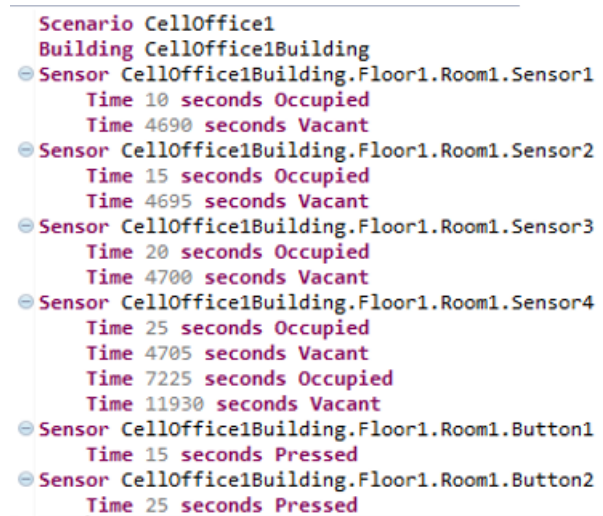 Scenario CellOffice1
Building CellOffice1Building
Sensor CellOffice1Building.Floor1.Room1.Sensor1
Time 10 seconds Occupied
Time 4690 seconds Vacant
Sensor CellOffice1Building.Floor1.Room1.Sensor2
Time 15 seconds Occupied
Time 4695 seconds Vacant
Sensor CellOffice1Building.Floor1.Room1.Sensor3
Time 20 seconds Occupied
Time 4700 seconds Vacant
Sensor CellOffice1Building.Floor1.Room1.Sensor4
Time 25 seconds Occupied
Time 4705 seconds Vacant
Time 7225 seconds Occupied
Time 11930 seconds Vacant
Sensor CellOffice1Building.Floor1.Room1.Button1
Time 15 seconds Pressed
Sensor CellOffice1Building.Floor1.Room1.Button2
Time 25 seconds Pressed